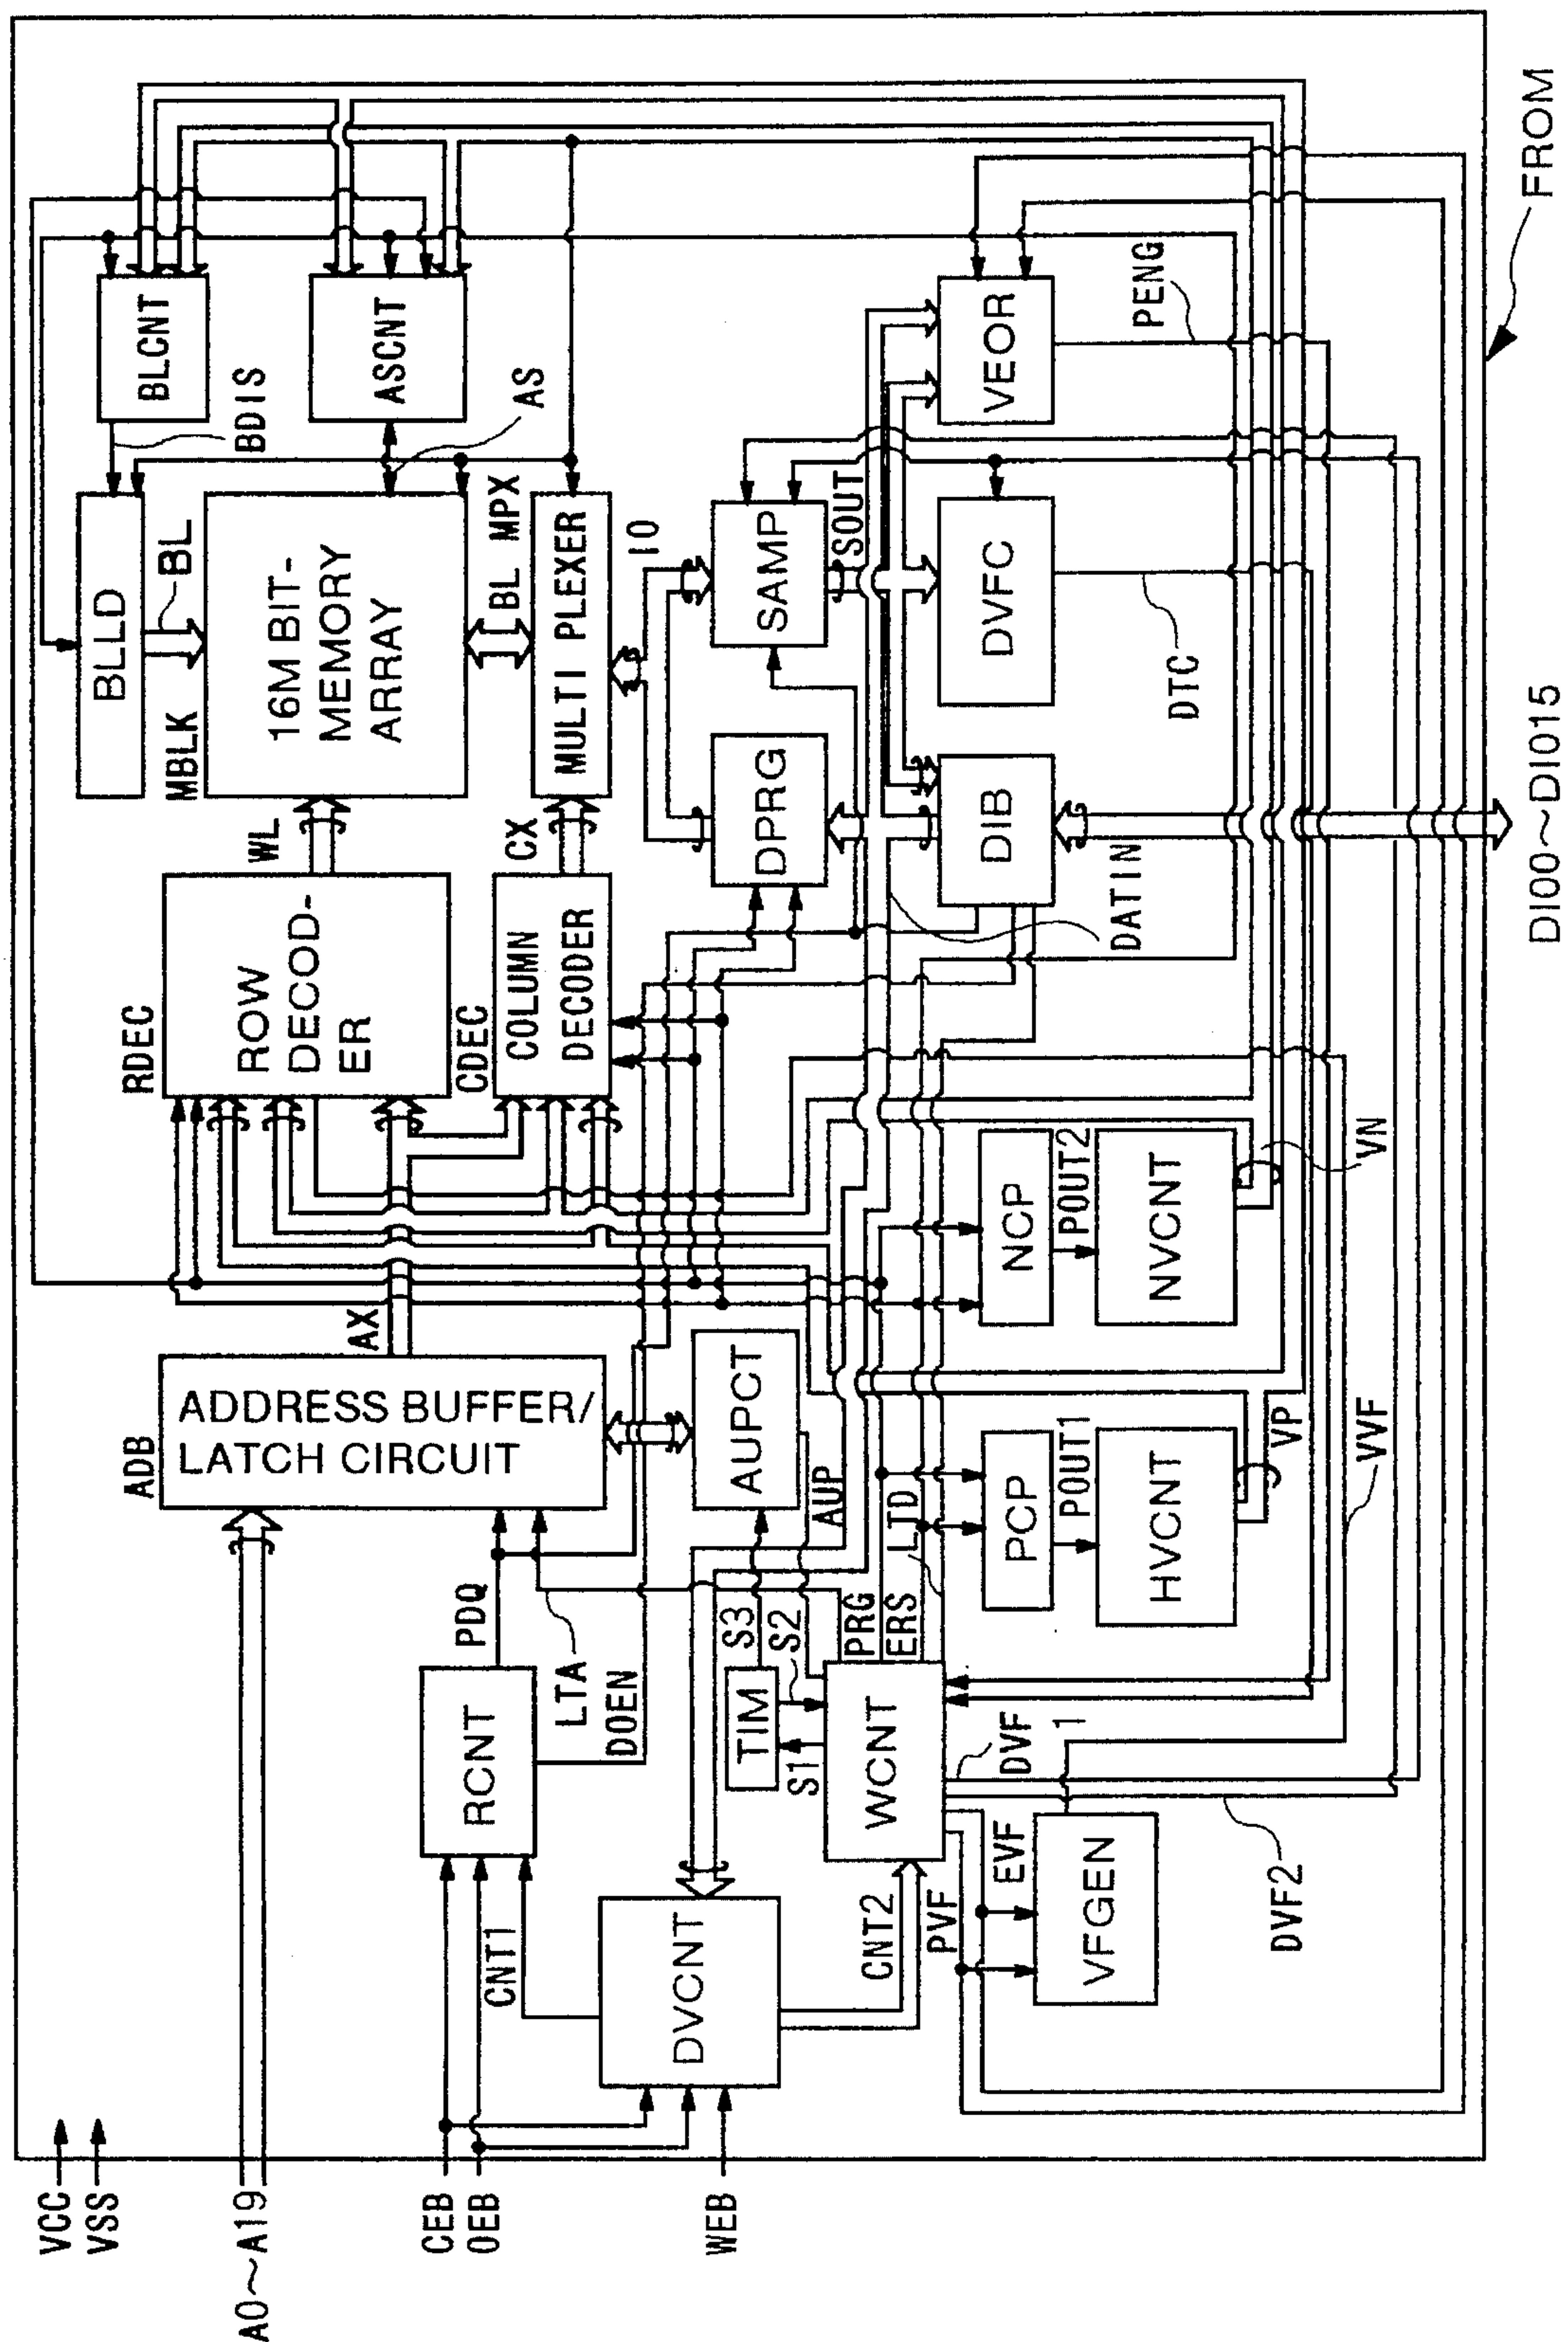 VCC
VSS
A0~A19
CEB
OEB
WEB
ADB
ADDRESS BUFFER/
LATCH CIRCUIT
AX
RDEC
ROW
DECOD-
ER
WL
CDEC
COLUMN
DECODER
CX
BLLD
BL
MBLK
16M BIT-
MEMORY
ARRAY
BL MPX
MULTI PLEXER
BLCNT
BDIS
ASCNT
AS
IO
RCNT
PDQ
LTA
DOEN
CNT1
DVCNT
CNT2
PVF
AUPCT
AUP
TIM
S1
S2
S3
WCNT
PRG
ERS
LTD
EVF
DVF
1
DVF2
VFGEN
VVF
PCP
POUT1
HVCNT
VP
NCP
POUT2
NVCNT
VN
DPRG
SAMP
SOUT
DIB
DATIN
DVFC
DTC
VEOR
PENG
DI00~DI015
FROM